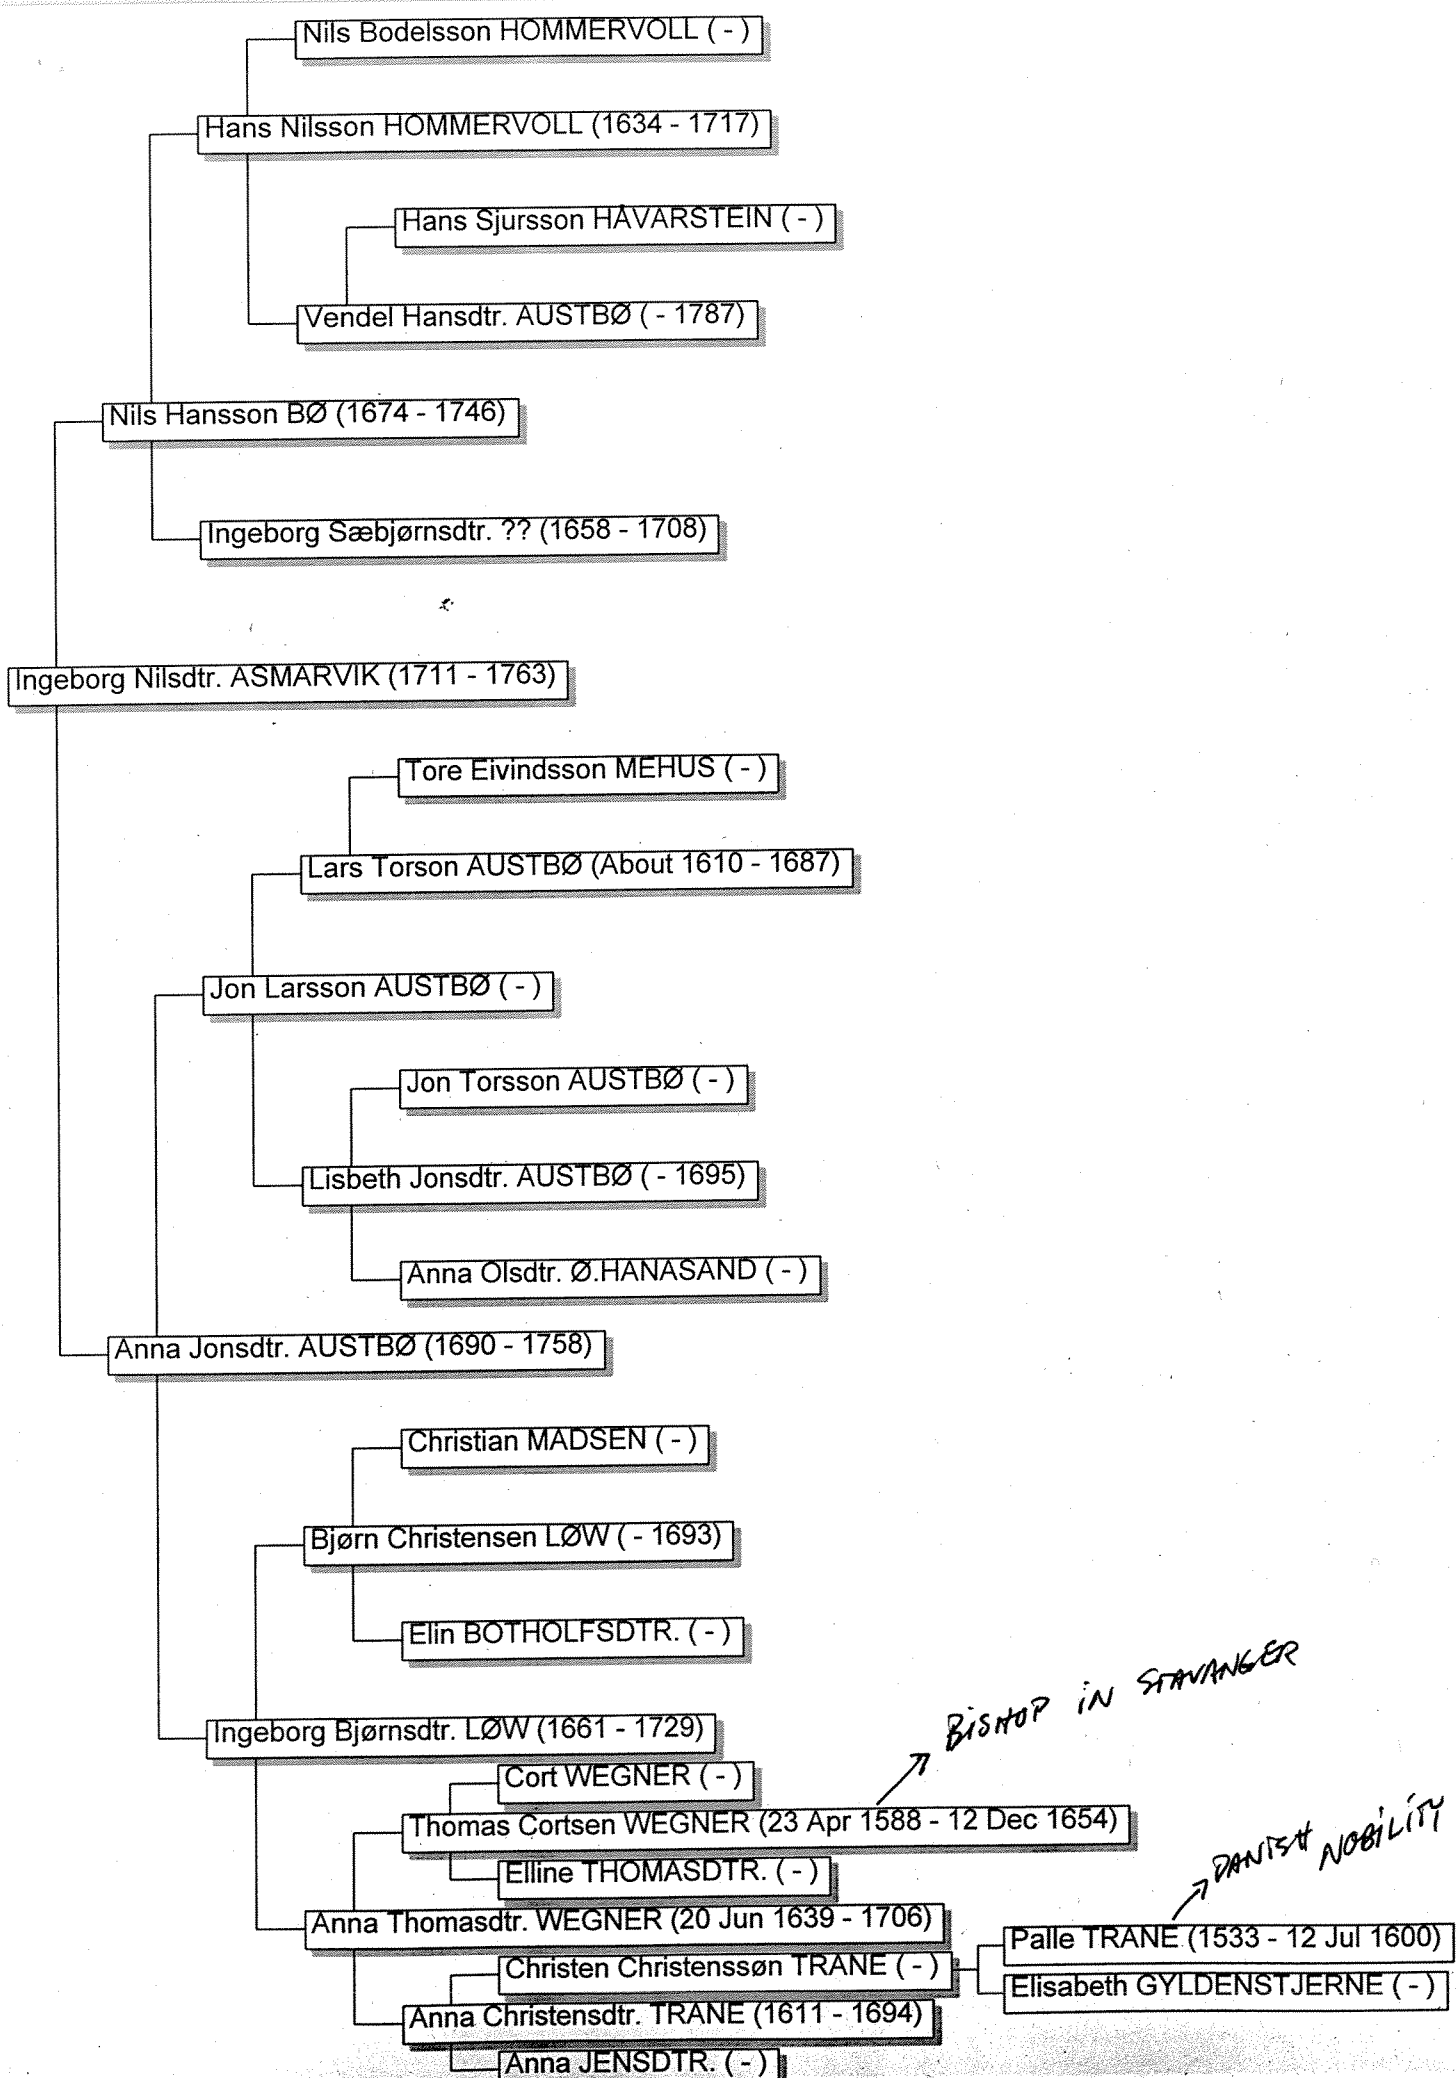 Nils Bodelsson HOMMERVOLL ( - )
Hans Nilsson HOMMERVOLL (1634 - 1717)
Hans Sjursson HÅVARSTEIN ( - )
Vendel Hansdtr. AUSTBØ ( - 1787)
Nils Hansson BØ (1674 - 1746)
Ingeborg Sæbjørnsdtr. ?? (1658 - 1708)
Ingeborg Nilsdtr. ASMARVIK (1711 - 1763)
Tore Eivindsson MEHUS ( - )
Lars Torson AUSTBØ (About 1610 - 1687)
Jon Larsson AUSTBØ ( - )
Jon Torsson AUSTBØ ( - )
Lisbeth Jonsdtr. AUSTBØ ( - 1695)
Anna Olsdtr. Ø.HANASAND ( - )
Anna Jonsdtr. AUSTBØ (1690 - 1758)
Christian MADSEN ( - )
Bjørn Christensen LØW ( - 1693)
Elin BOTHOLFSDTR. ( - )
BISHOP IN STAVANGER
Ingeborg Bjørnsdtr. LØW (1661 - 1729)
Cort WEGNER ( - )
Thomas Cortsen WEGNER (23 Apr 1588 - 12 Dec 1654)
DANISH NOBILITY
Elline THOMASDTR. ( - )
Anna Thomasdtr. WEGNER (20 Jun 1639 - 1706)
Palle TRANE (1533 - 12 Jul 1600)
Christen Christenssøn TRANE ( - )
Elisabeth GYLDENSTJERNE ( - )
Anna Christensdtr. TRANE (1611 - 1694)
Anna JENSDTR. ( - )